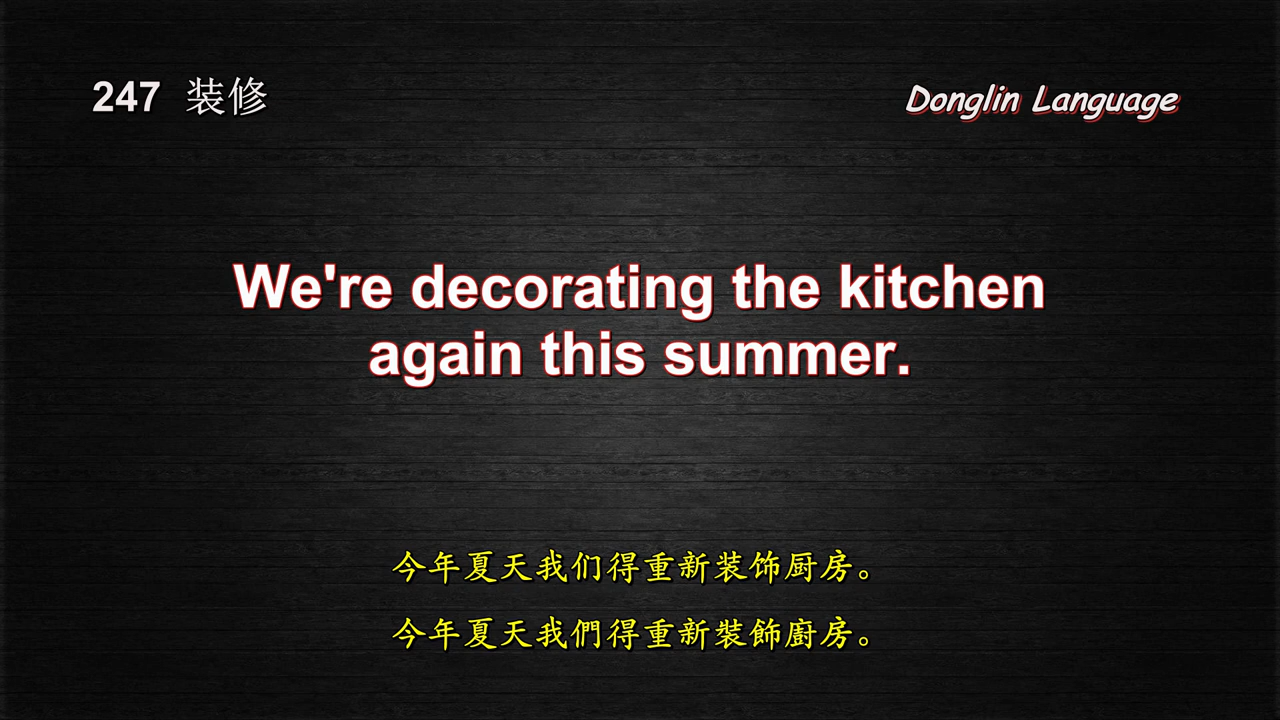 247 装修
Donglin Language
We're decorating the kitchen
again this summer.
今年夏天我们得重新装饰厨房。
今年夏天我們得重新裝飾廚房。